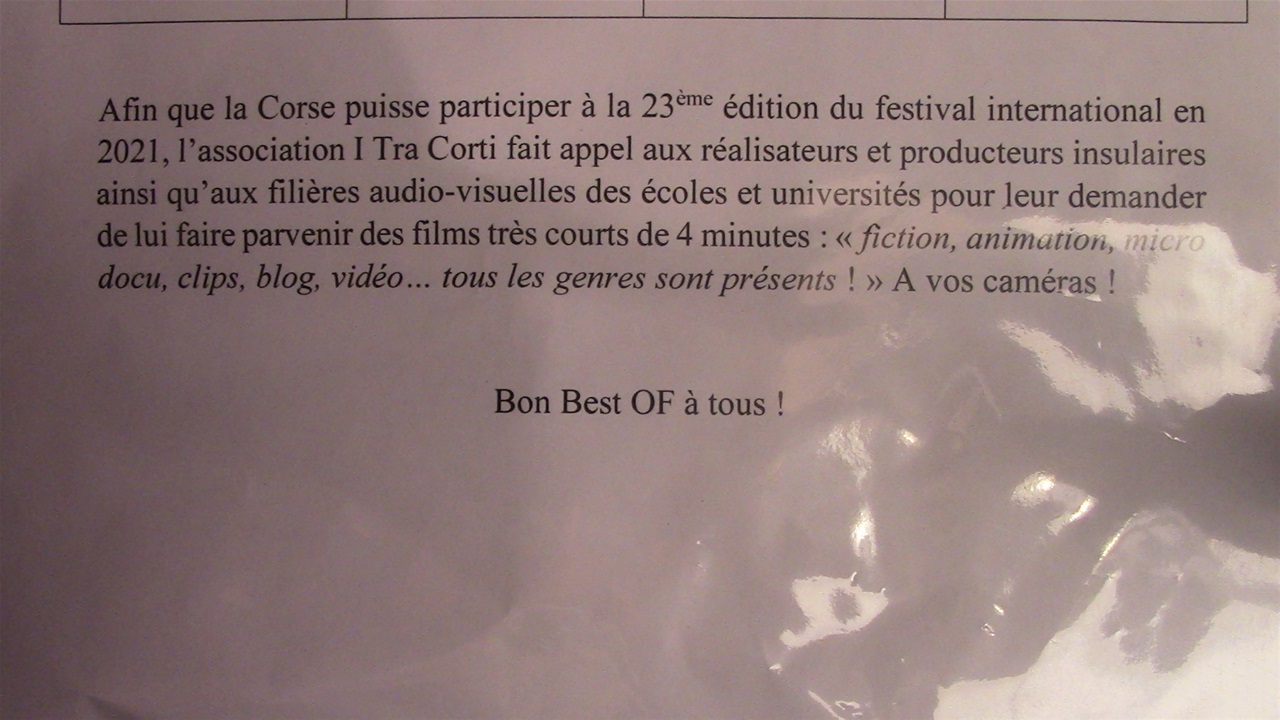 Afin que la Corse puisse participer à la 23ème édition du festival international en
2021, l’association I Tra Corti fait appel aux réalisateurs et producteurs insulaires
ainsi qu’aux filières audio-visuelles des écoles et universités pour leur demander
de lui faire parvenir des films très courts de 4 minutes : « fiction, animation, micro
docu, clips, blog, vidéo… tous les genres sont présents ! » A vos caméras !
Bon Best OF à tous !